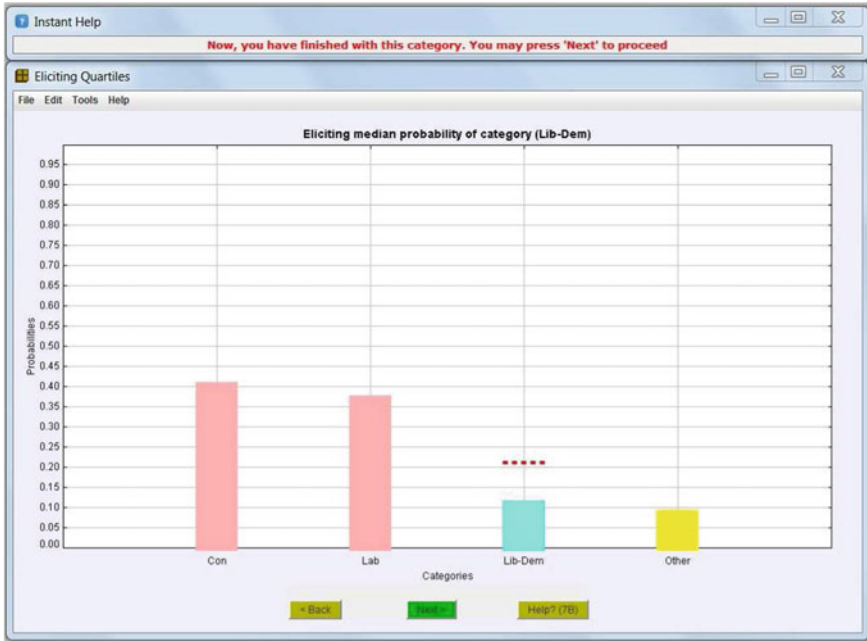 Instant Help
Now, you have finished with this category. You may press 'Next' to proceed
Eliciting Quartiles
File Edit Tools Help
Eliciting median probability of category (Lib-Dem)
0.95
0.90
0.85
0.80
0.75
0.70
0.65
0.60
0.55
0.50
0.45
0.40
0.35
0.30
0.25
0.20
0.15
0.10
0.05
0.00
Probabilities
Con Lab Lib-Dem Other
Categories
< Back Next > Help? (7B)